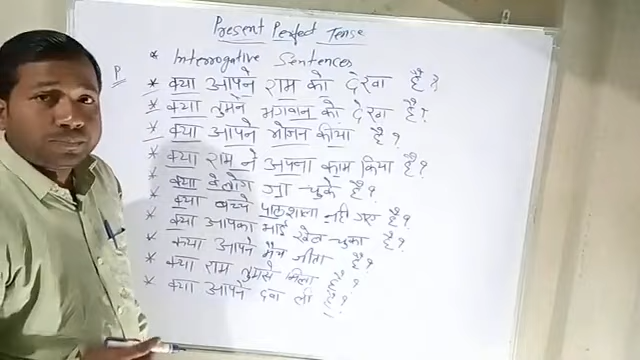 Present Perfect Tense
* Interrogative Sentences
P
* क्या आपने राम को देखा है?
* क्या तुमने भगवान को देखा है?
* क्या आपने भोजन कीया है?
* क्या राम ने अपना काम किया है?
* क्या वे लोग जा चुके है?
* क्या बच्चे पाठशाला नही गए है?
* क्या आपका भाई खेल चुका है?
* क्या आपने मैच जीता है?
* क्या राम तुमसे मिला है?
* क्या आपने दवा ली है?